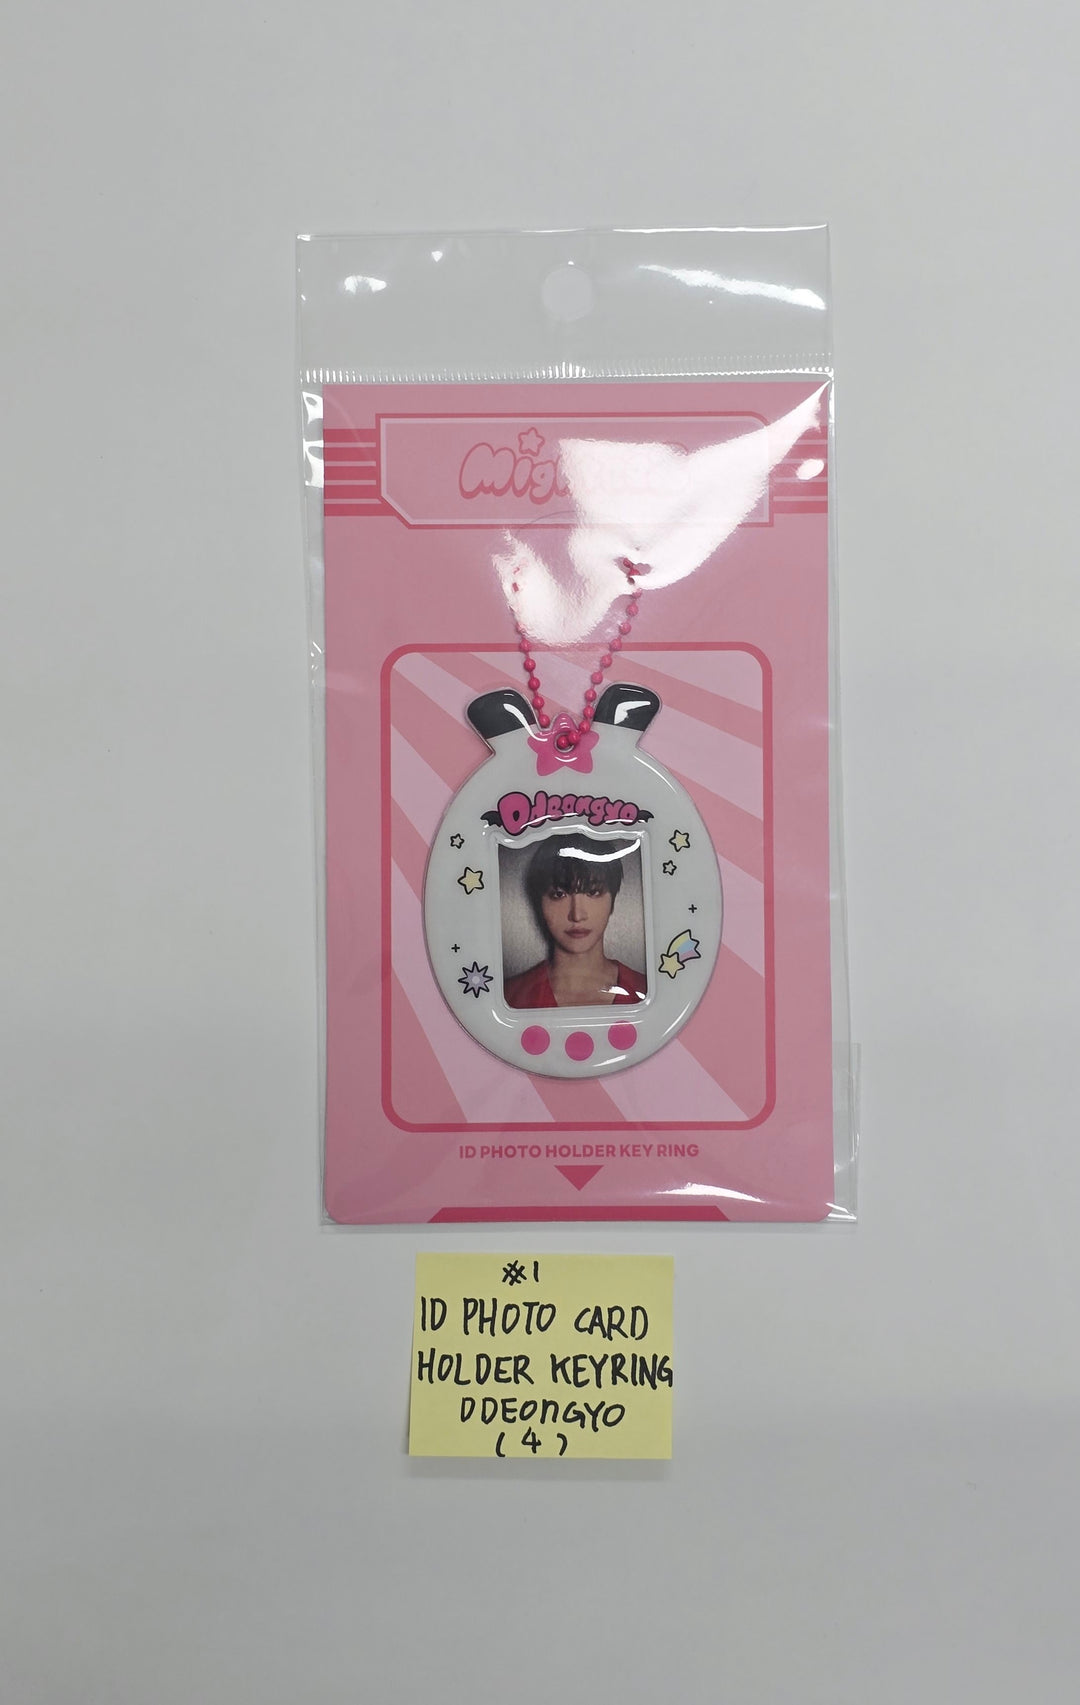 Ddeongyo
ID PHOTO HOLDER KEY RING
#1
ID PHOTO CARD
HOLDER KEYRING
DDEONGYO
(4)